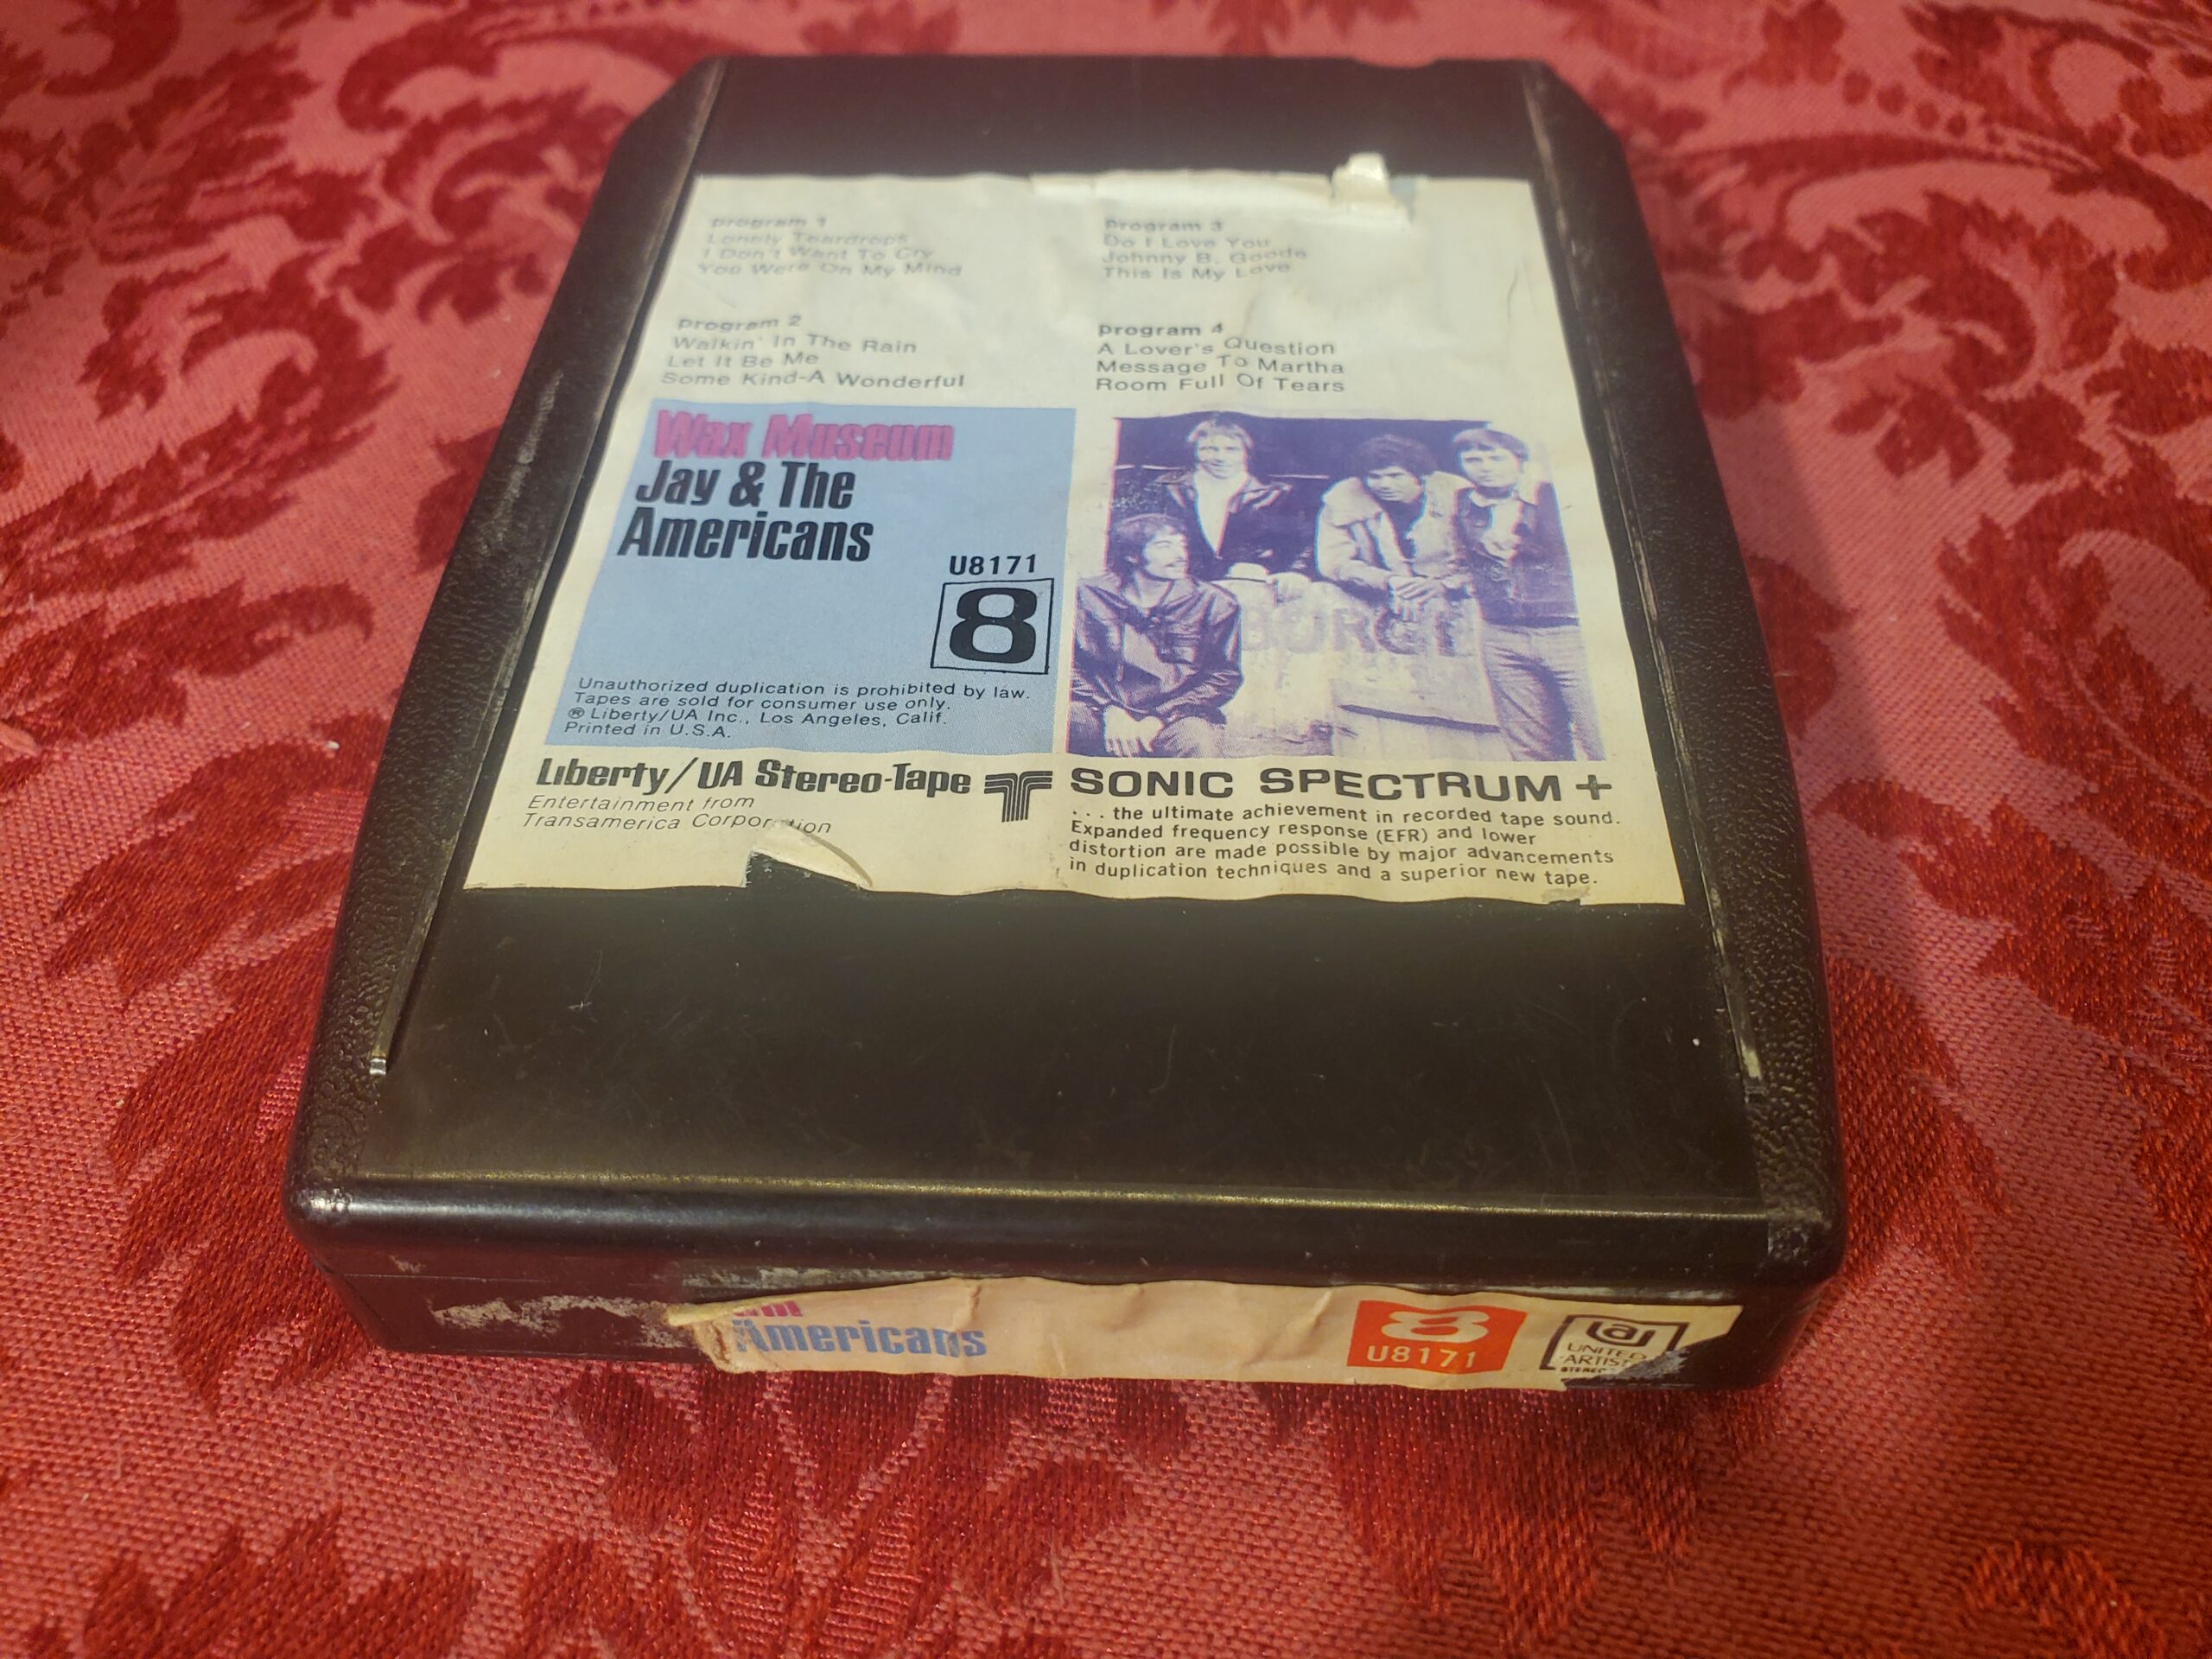 program 1
Lonely Teardrops
I Don't Want To Cry
You Were On My Mind
program 2
Walkin' In The Rain
Let It Be Me
Some Kind-A Wonderful
program 3
Do I Love You
Johnny B. Goode
This Is My Love
program 4
A Lover's Question
Message To Martha
Room Full Of Tears
Wax Museum
Jay & The
Americans
U8171
8
Unauthorized duplication is prohibited by law.
Tapes are sold for consumer use only.
® Liberty/UA Inc., Los Angeles, Calif.
Printed in U.S.A.
Liberty/UA Stereo-Tape
Entertainment from
Transamerica Corporation
SONIC SPECTRUM +
... the ultimate achievement in recorded tape sound.
Expanded frequency response (EFR) and lower
distortion are made possible by major advancements
in duplication techniques and a superior new tape.
Americans
8
U8171
ua
UNITED